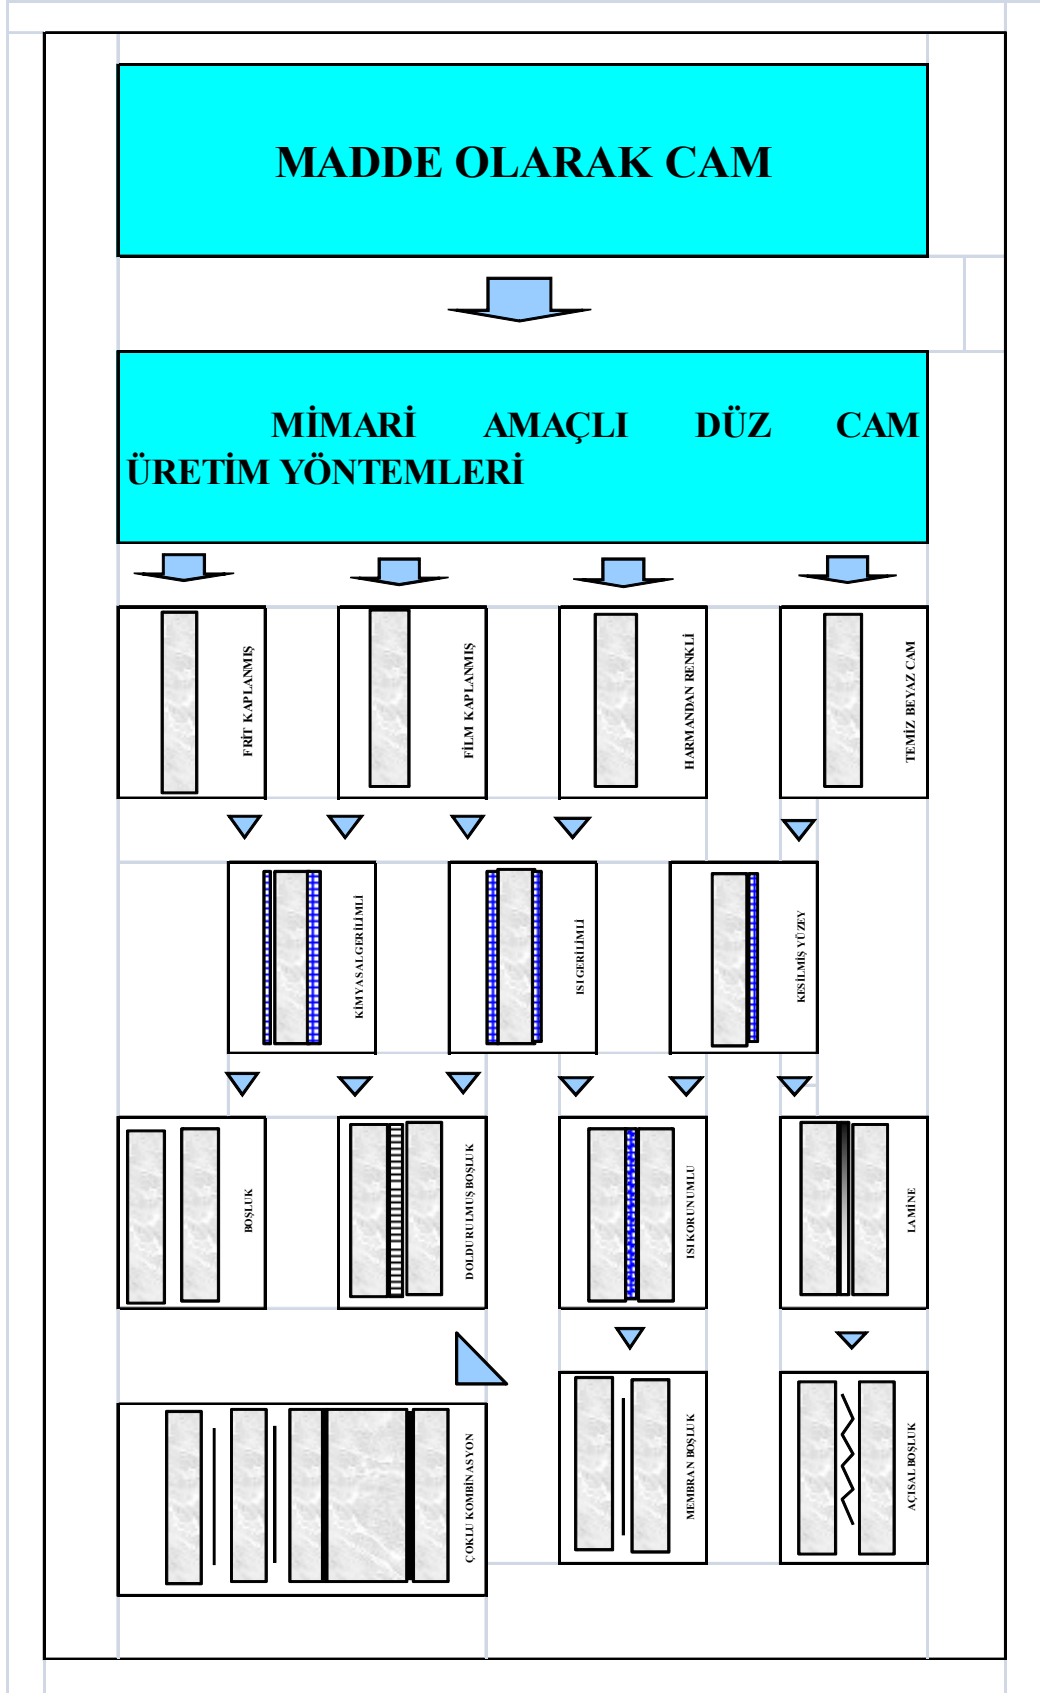 MADDE OLARAK CAM
MİMARİ AMAÇLI DÜZ CAM
ÜRETİM YÖNTEMLERİ
FRİT KAPLANMIŞ
FİLM KAPLANMIŞ
HARMANDAN RENKLİ
TEMİZ BEYAZ CAM
KİMYASAL GERİLİMLİ
ISI GERİLİMLİ
KESİLMİŞ YÜZEY
BOŞLUK
DOLDURULMUŞ BOŞLUK
ISI KORUNUMLU
LAMİNE
ÇOKLU KOMBİNASYON
MEMBRAN BOŞLUK
AÇISAL BOŞLUK